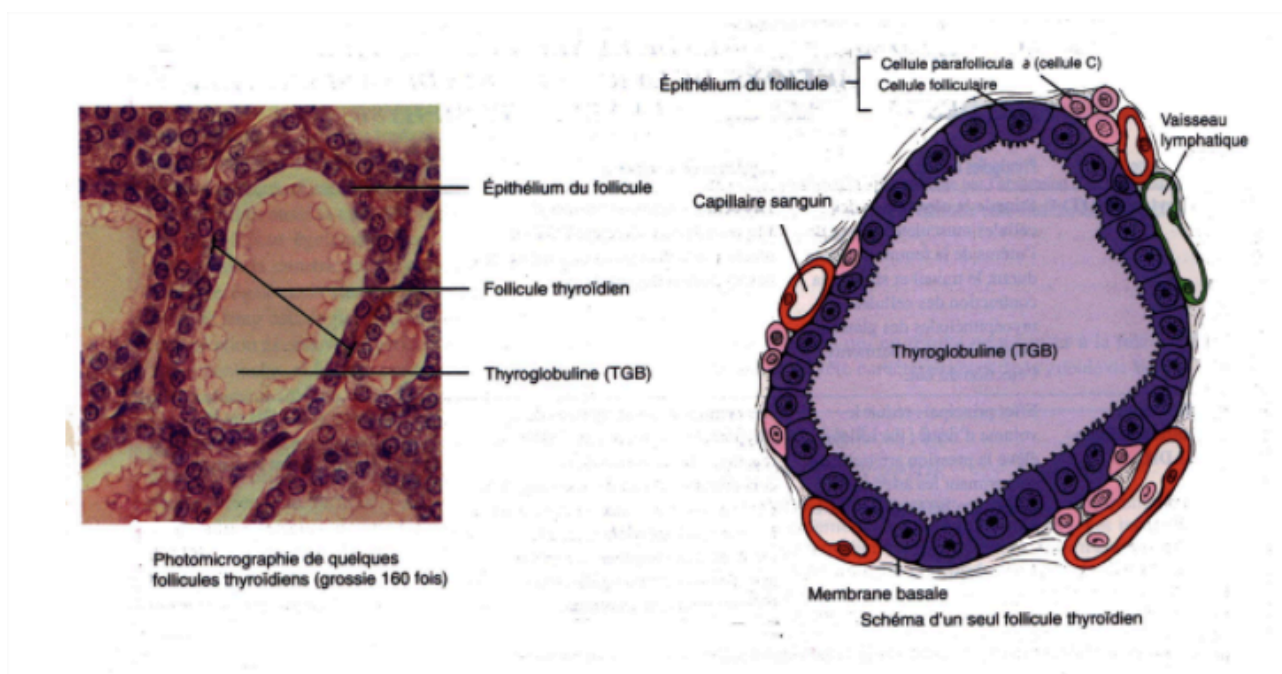 Épithélium du follicule
Follicule thyroïdien
Thyroglobuline (TGB)
Photomicrographie de quelques
follicules thyroïdiens (grossie 160 fois)
Épithélium du follicule
Cellule parafollicula e (cellule C)
Cellule folliculaire
Vaisseau
lymphatique
Capillaire sanguin
Thyroglobuline (TGB)
Membrane basale
Schéma d'un seul follicule thyroïdien